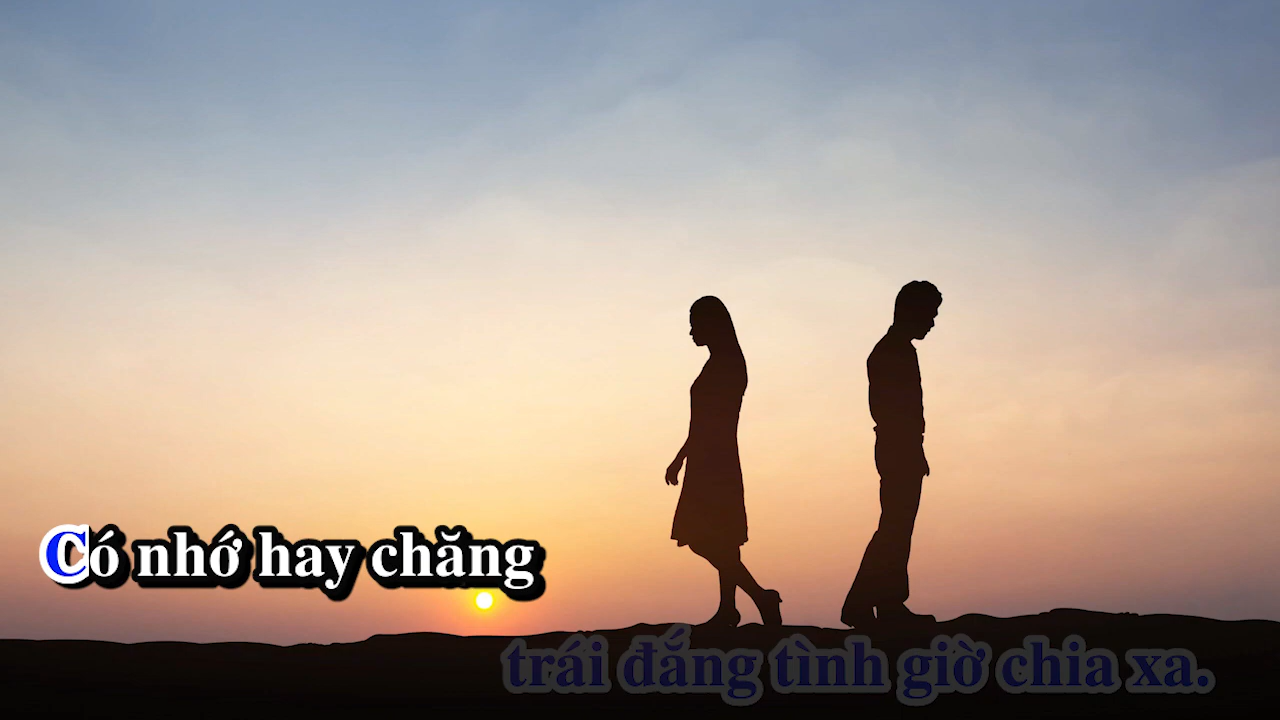 Có nhớ hay chăng
trái đắng tình giờ chia xa.